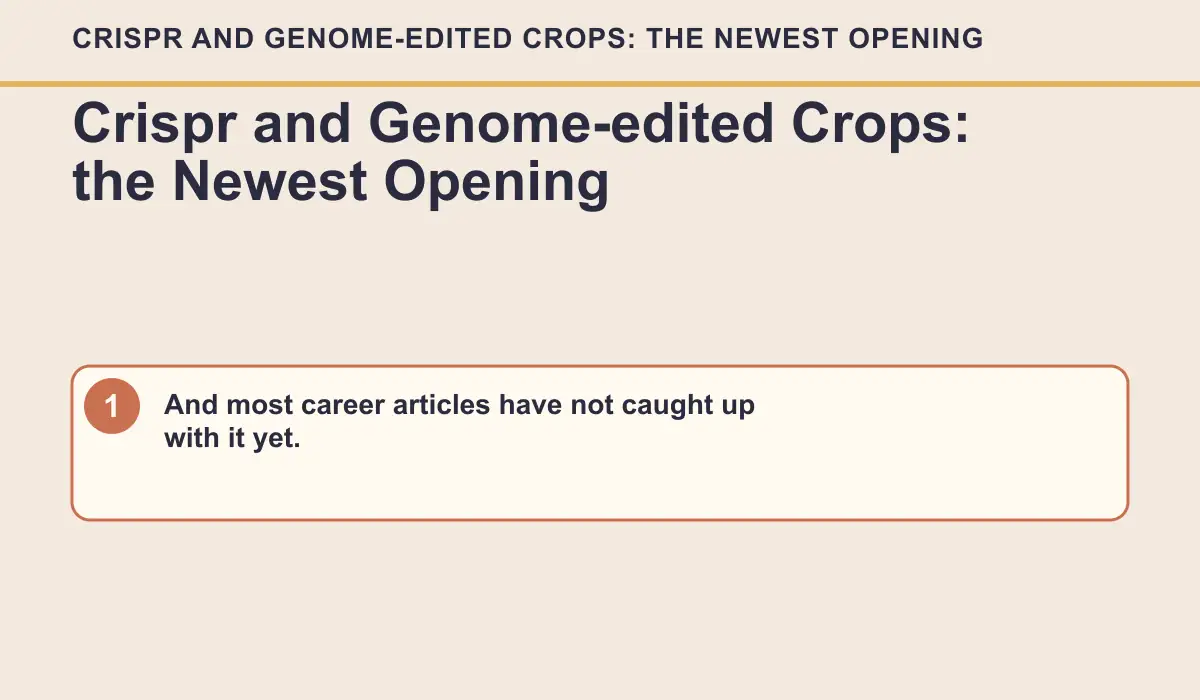 CRISPR AND GENOME-EDITED CROPS: THE NEWEST OPENING
Crispr and Genome-edited Crops:
the Newest Opening
1
And most career articles have not caught up
with it yet.